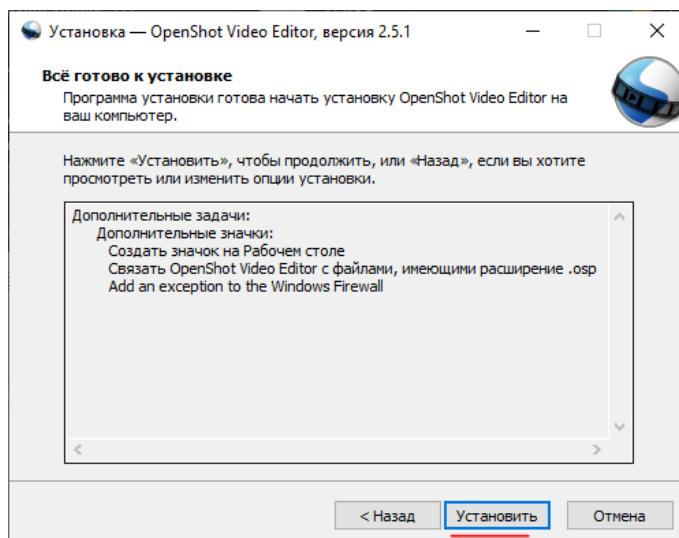 Установка — OpenShot Video Editor, версия 2.5.1
Всё готово к установке
Программа установки готова начать установку OpenShot Video Editor на
ваш компьютер.
Нажмите «Установить», чтобы продолжить, или «Назад», если вы хотите
просмотреть или изменить опции установки.
Дополнительные задачи:
Дополнительные значки:
Создать значок на Рабочем столе
Связать OpenShot Video Editor с файлами, имеющими расширение .osp
Add an exception to the Windows Firewall
< Назад
Установить
Отмена